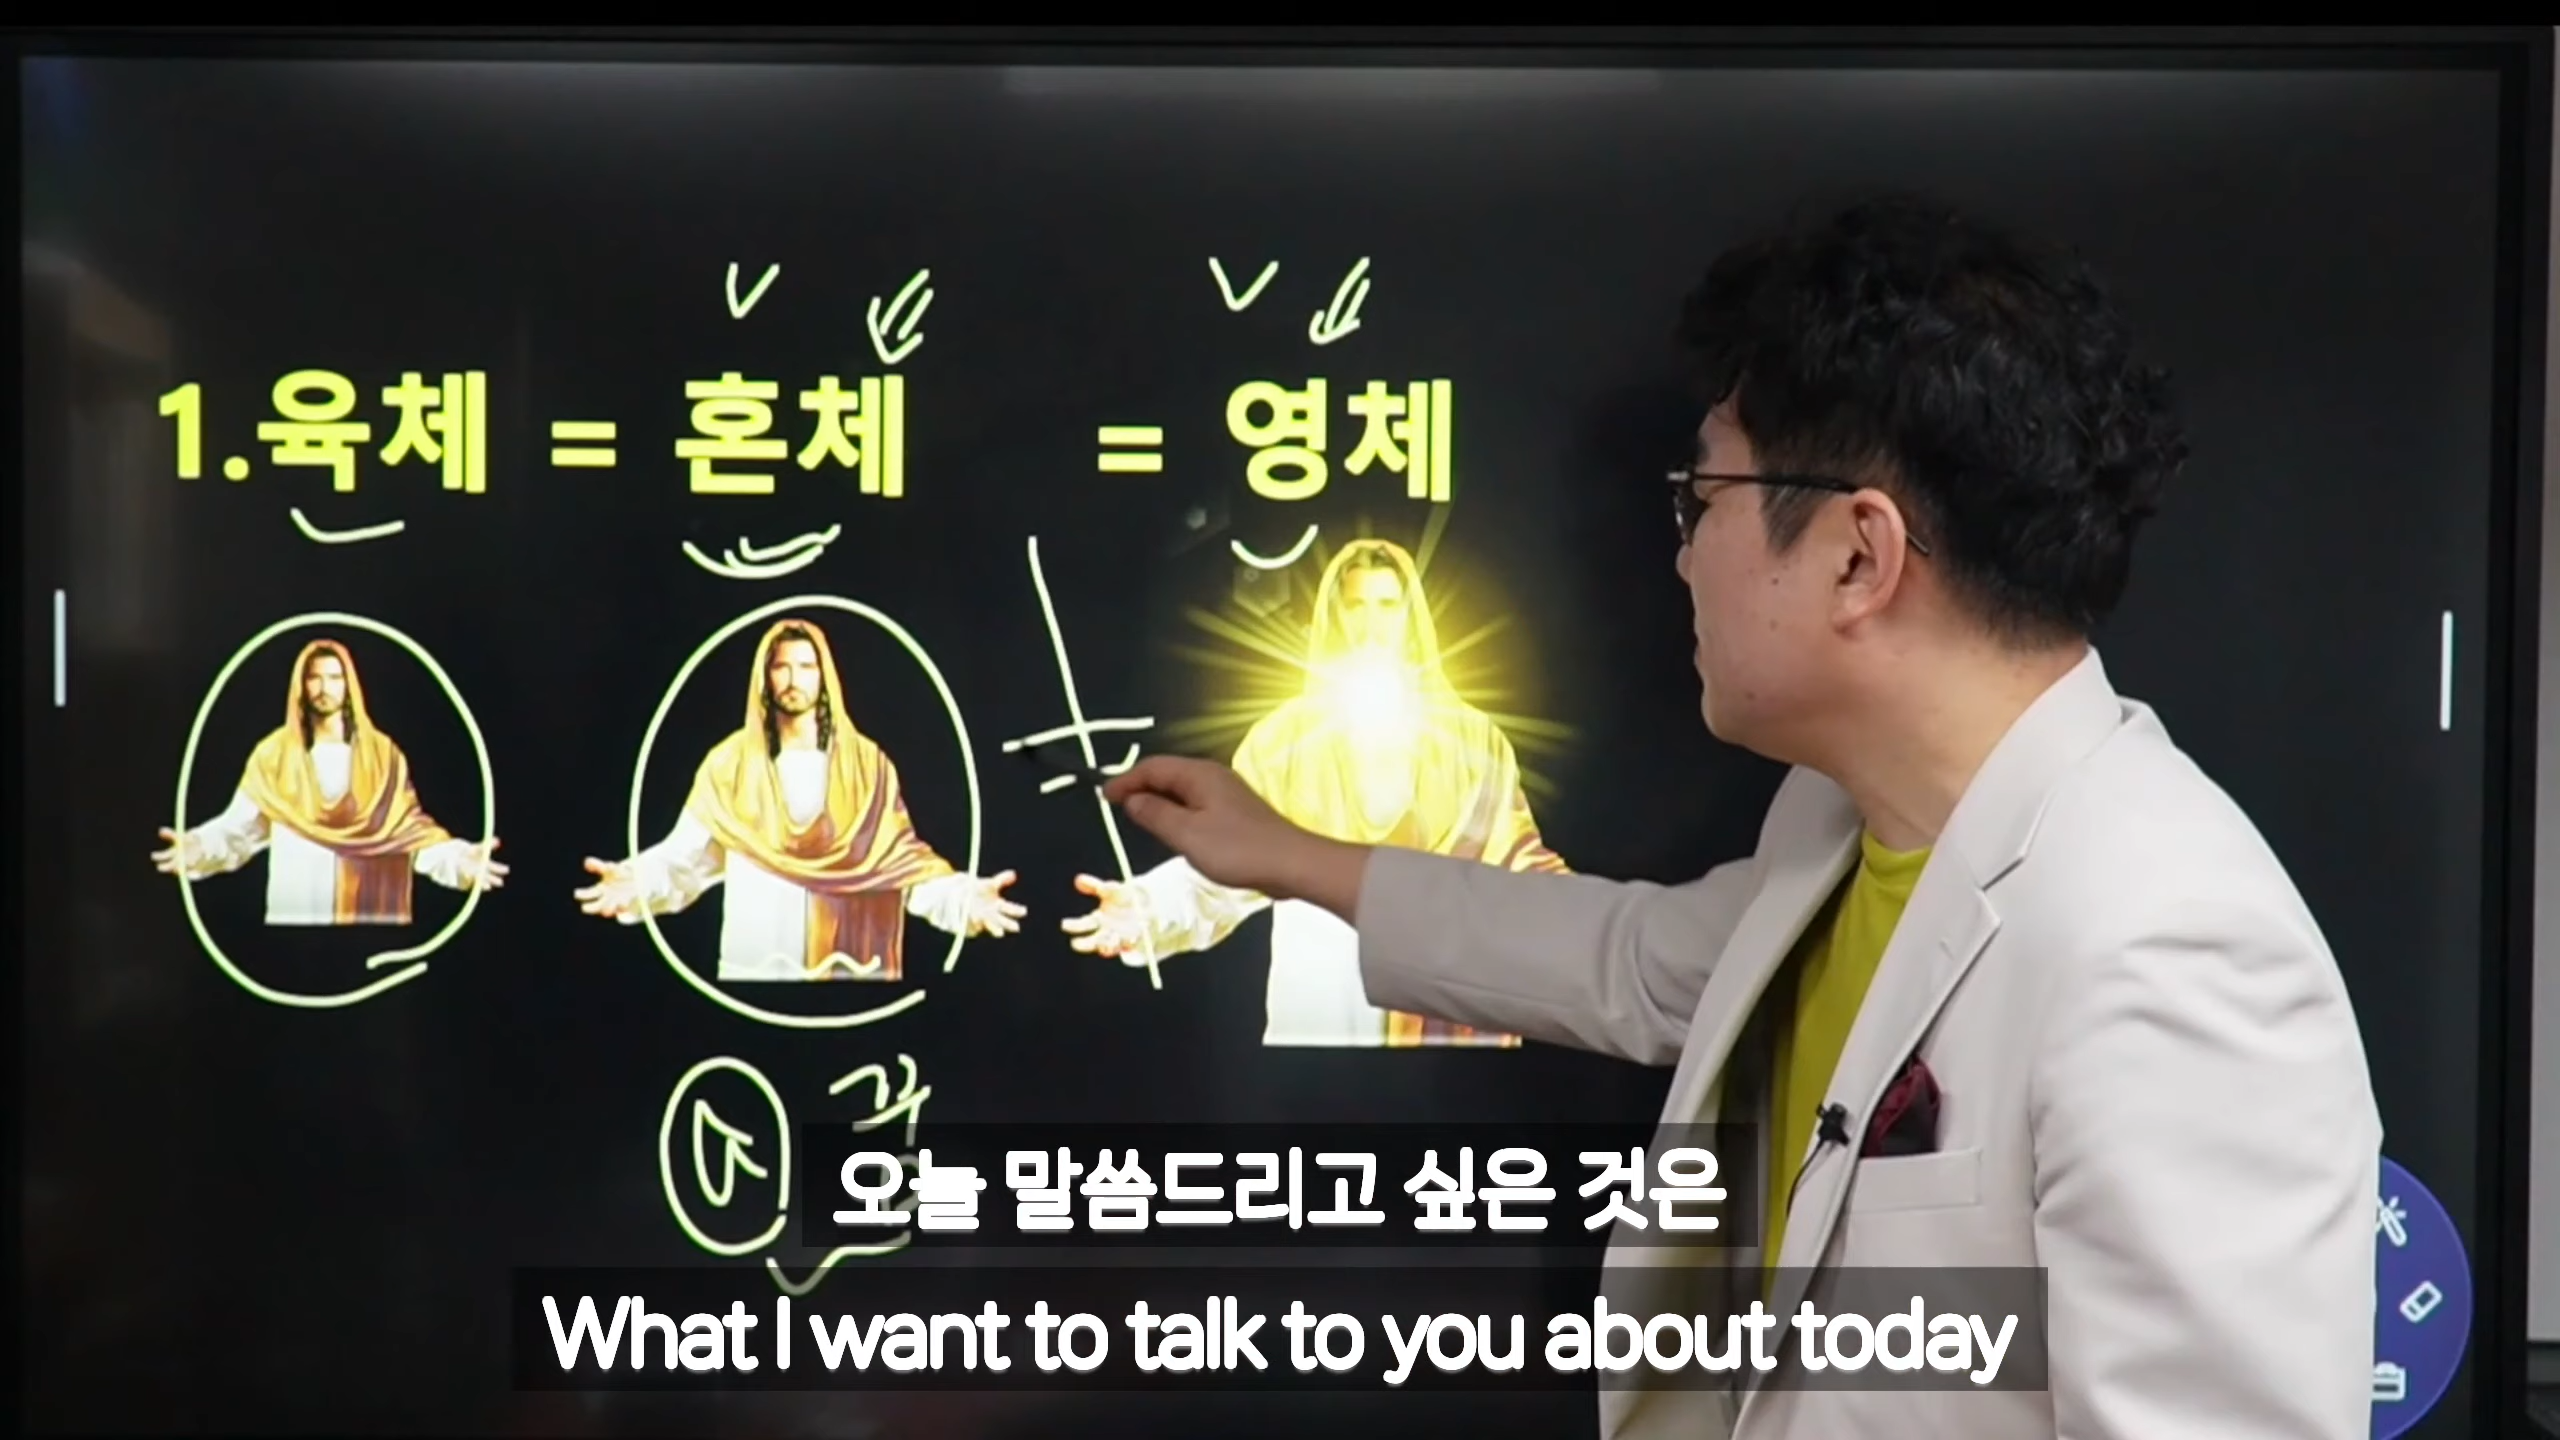 1.육체 = 혼체 = 영체
오늘 말씀드리고 싶은 것은
What I want to talk to you about today